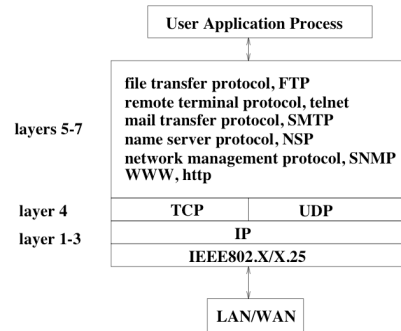 User Application Process
layers 5-7
file transfer protocol, FTP
remote terminal protocol, telnet
mail transfer protocol, SMTP
name server protocol, NSP
network management protocol, SNMP
WWW, http
layer 4
TCP
UDP
layer 1-3
IP
IEEE802.X/X.25
LAN/WAN